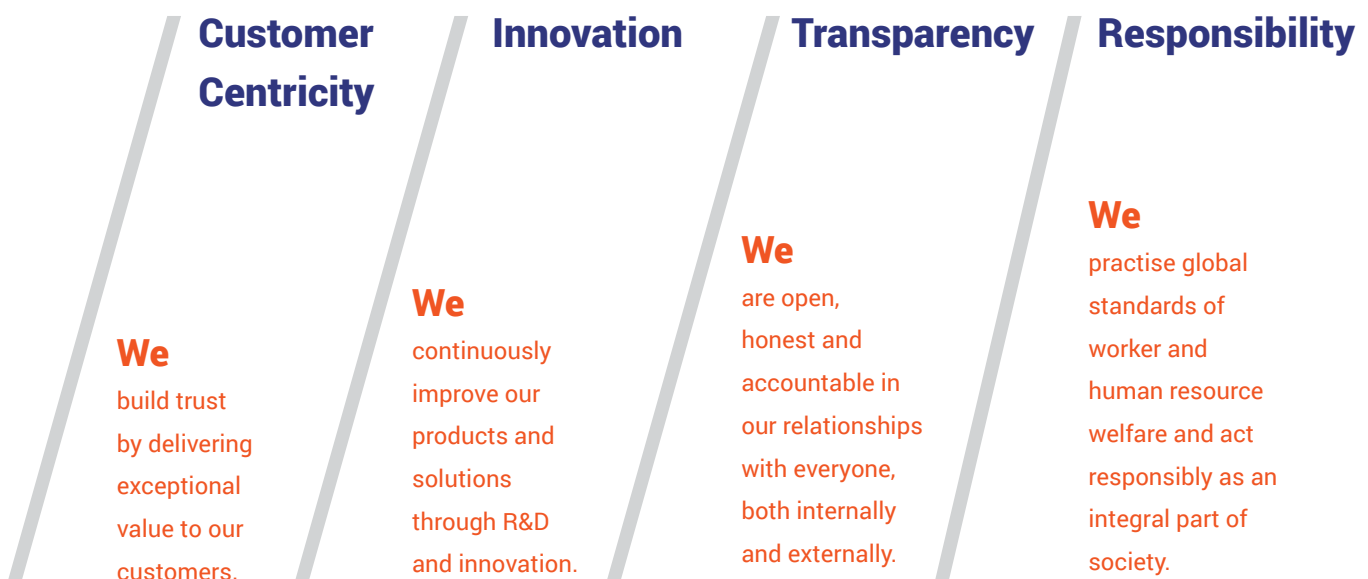 Customer
Centricity
We
build trust
by delivering
exceptional
value to our
customers.
Innovation
We
continuously
improve our
products and
solutions
through R&D
and innovation.
Transparency
We
are open,
honest and
accountable in
our relationships
with everyone,
both internally
and externally.
Responsibility
We
practise global
standards of
worker and
human resource
welfare and act
responsibly as an
integral part of
society.